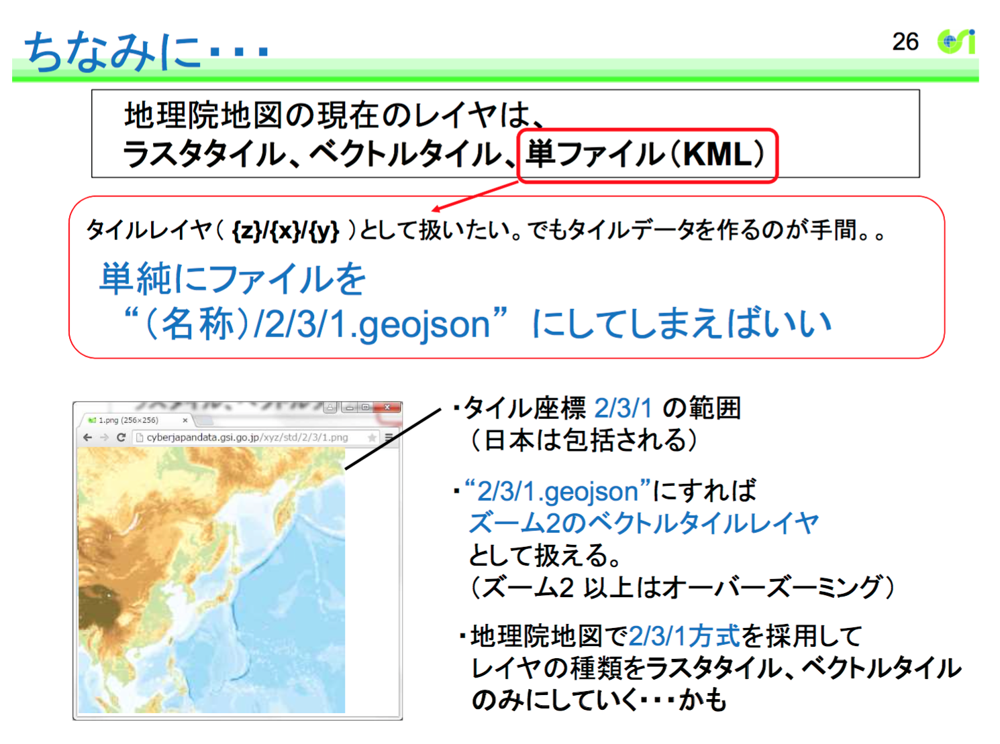 ちなみに・・・
26
地理院地図の現在のレイヤは、
ラスタタイル、ベクトルタイル、単ファイル（KML）
タイルレイヤ（ {z}/{x}/{y} ）として扱いたい。でもタイルデータを作るのが手間。。
単純にファイルを
“（名称）/2/3/1.geojson” にしてしまえばいい
1.png (256×256)
cyberjapandata.gsi.go.jp/xyz/std/2/3/1.png
・タイル座標 2/3/1 の範囲
（日本は包括される）
・“2/3/1.geojson”にすれば
ズーム2のベクトルタイルレイヤ
として扱える。
（ズーム2 以上はオーバーズーミング）
・地理院地図で2/3/1方式を採用して
レイヤの種類をラスタタイル、ベクトルタイル
のみにしていく・・・かも